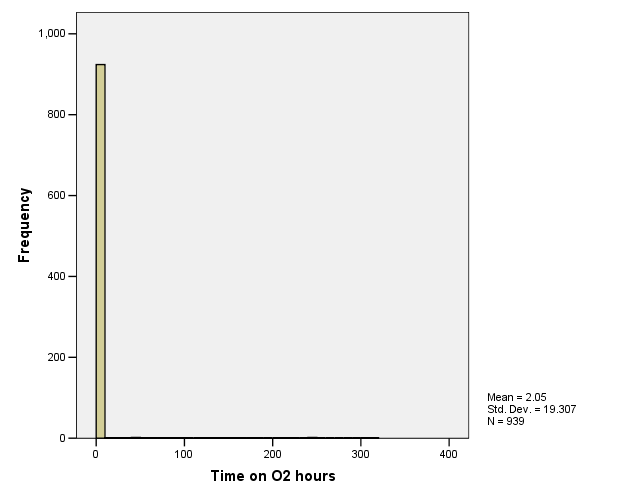 1,000
800
600
400
200
0
Frequency
0 100 200 300 400
Time on O2 hours
Mean = 2.05
Std. Dev. = 19.307
N = 939